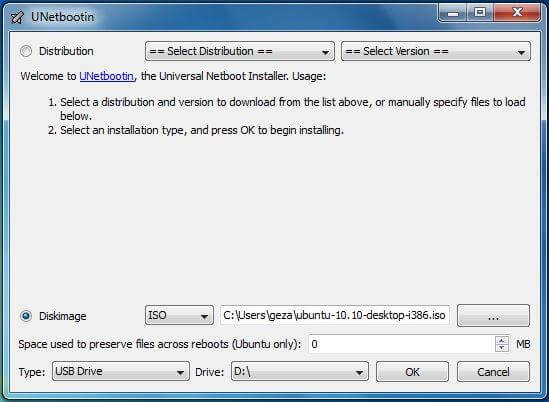 UNetbootin
Distribution == Select Distribution == == Select Version ==
Welcome to UNetbootin, the Universal Netboot Installer. Usage:
1. Select a distribution and version to download from the list above, or manually specify files to load
below.
2. Select an installation type, and press OK to begin installing.
Diskimage ISO C:\Users\geza\ubuntu-10.10-desktop-i386.iso ...
Space used to preserve files across reboots (Ubuntu only): 0 MB
Type: USB Drive Drive: D:\ OK Cancel